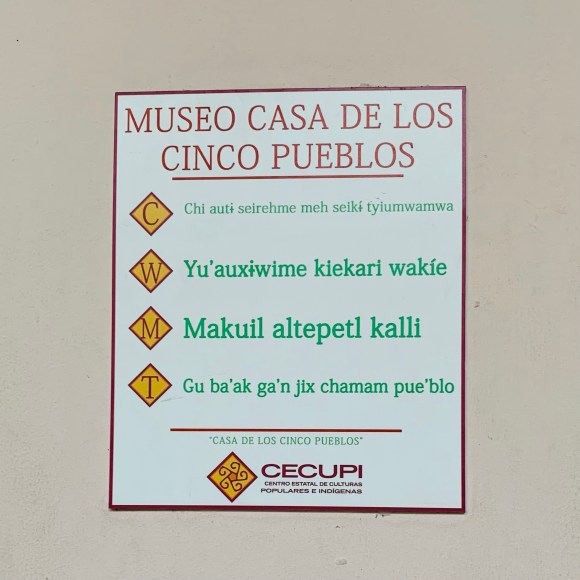 MUSEO CASA DE LOS
CINCO PUEBLOS
C Chi autɨ seirehme meh seikɨ tyiumwamwa
W Yu'auxɨwime kiekari wakíe
M Makuil altepetl kalli
T Gu ba'ak ga'n jix chamam pue'blo
"CASA DE LOS CINCO PUEBLOS"
CECUPI
CENTRO ESTATAL DE CULTURAS
POPULARES E INDÍGENAS